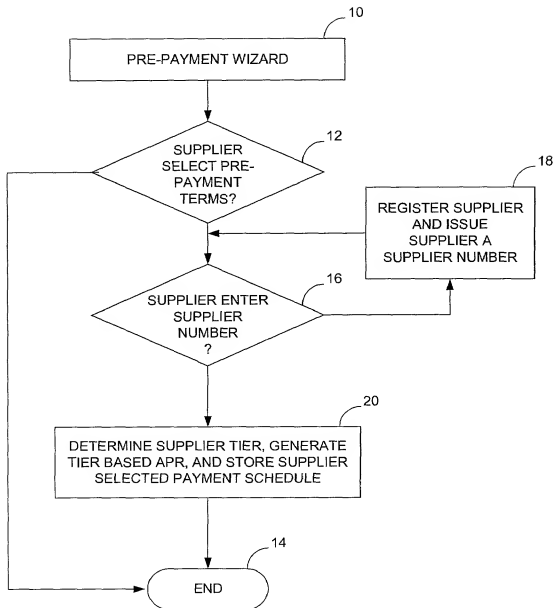 10
PRE-PAYMENT WIZARD
12
SUPPLIER
SELECT PRE-
PAYMENT
TERMS?
18
REGISTER SUPPLIER
AND ISSUE
SUPPLIER A
SUPPLIER NUMBER
16
SUPPLIER ENTER
SUPPLIER
NUMBER
?
20
DETERMINE SUPPLIER TIER, GENERATE
TIER BASED APR, AND STORE SUPPLIER
SELECTED PAYMENT SCHEDULE
14
END